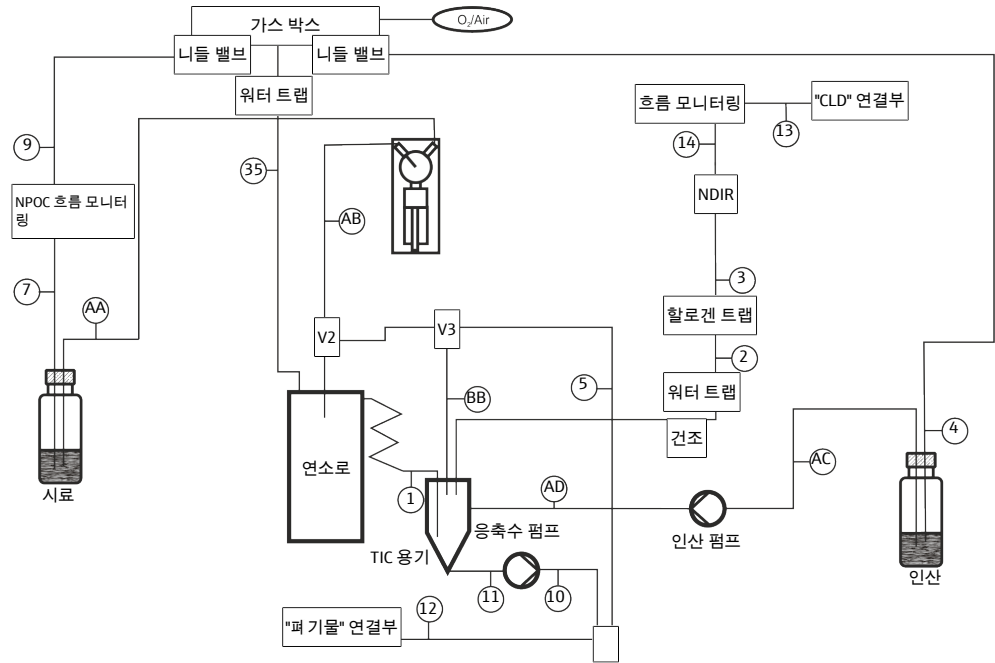 가스 박스
O₂/Air
니들 밸브
니들 밸브
워터 트랩
흐름 모니터링
"CLD" 연결부
13
9
14
35
NDIR
NPOC 흐름 모니터
링
AB
7
3
AA
할로겐 트랩
V2
V3
2
5
워터 트랩
BB
4
건조
AC
연소로
시료
1
AD
응축수 펌프
인산 펌프
TIC 용기
인산
11
10
12
"펴 기물" 연결부